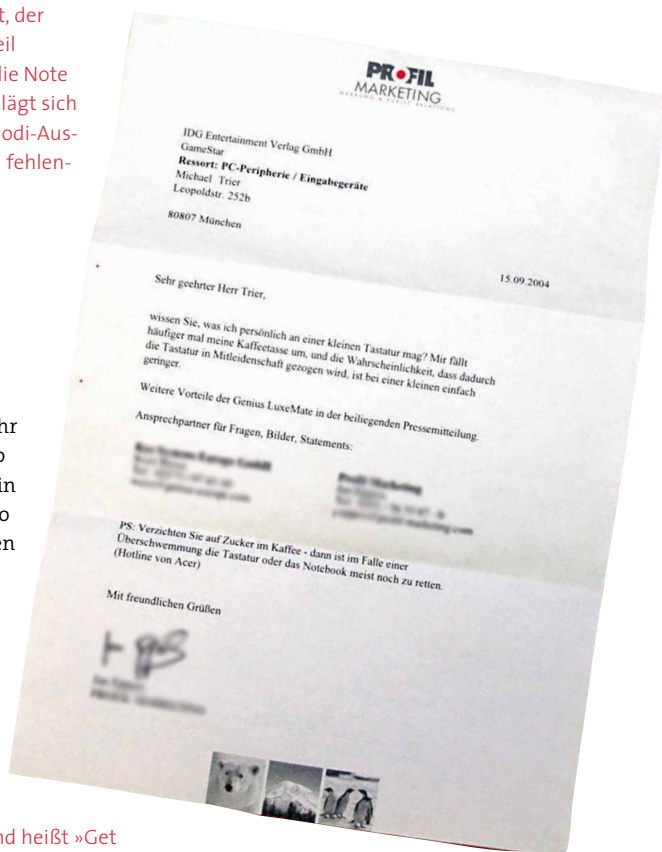 t, der
eil
die Note
lägt sich
odi-Aus-
fehlen-
hr
o
in
o
en
nd heißt »Get
PROFIL
MARKETING
WERBUNG & PUBLIC RELATIONS
IDG Entertainment Verlag GmbH
GameStar
Ressort: PC-Peripherie / Eingabegeräte
Michael Trier
Leopoldstr. 252b
80807 München
15.09.2004
Sehr geehrter Herr Trier,
wissen Sie, was ich persönlich an einer kleinen Tastatur mag? Mir fällt
häufiger mal meine Kaffeetasse um, und die Wahrscheinlichkeit, dass dadurch
die Tastatur in Mitleidenschaft gezogen wird, ist bei einer kleinen einfach
geringer.
Weitere Vorteile der Genius LuxeMate in der beiliegenden Pressemitteilung.
Ansprechpartner für Fragen, Bilder, Statements:
PS: Verzichten Sie auf Zucker im Kaffee - dann ist im Falle einer
Überschwemmung die Tastatur oder das Notebook meist noch zu retten.
(Hotline von Acer)
Mit freundlichen Grüßen